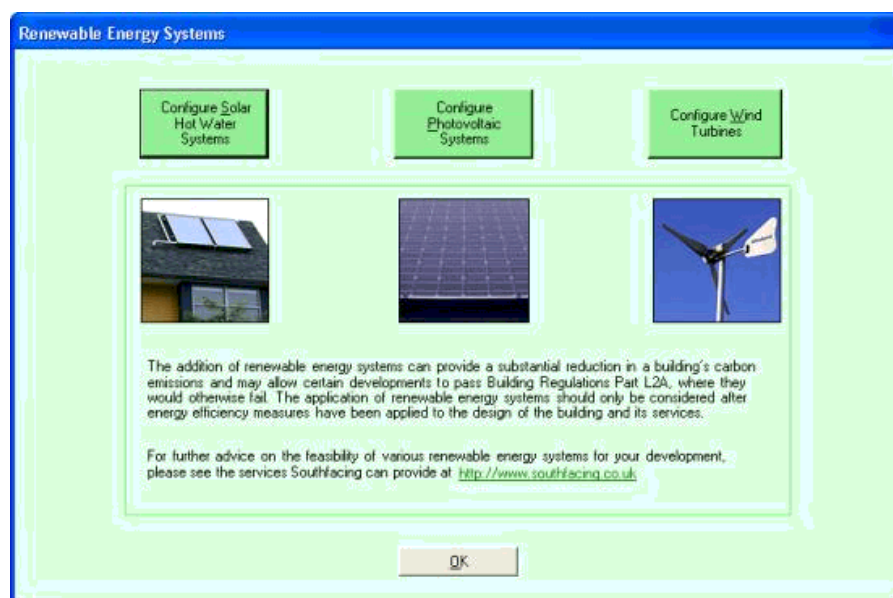 Renewable Energy Systems
Configure Solar
Hot Water
Systems
Configure
Photovoltaic
Systems
Configure Wind
Turbines
The addition of renewable energy systems can provide a substantial reduction in a building's carbon
emissions and may allow certain developments to pass Building Regulations Part L2A, where they
would otherwise fail. The application of renewable energy systems should only be considered after
energy efficiency measures have been applied to the design of the building and its services.
For further advice on the feasibility of various renewable energy systems for your development,
please see the services Southfacing can provide at http://www.southfacing.co.uk
OK